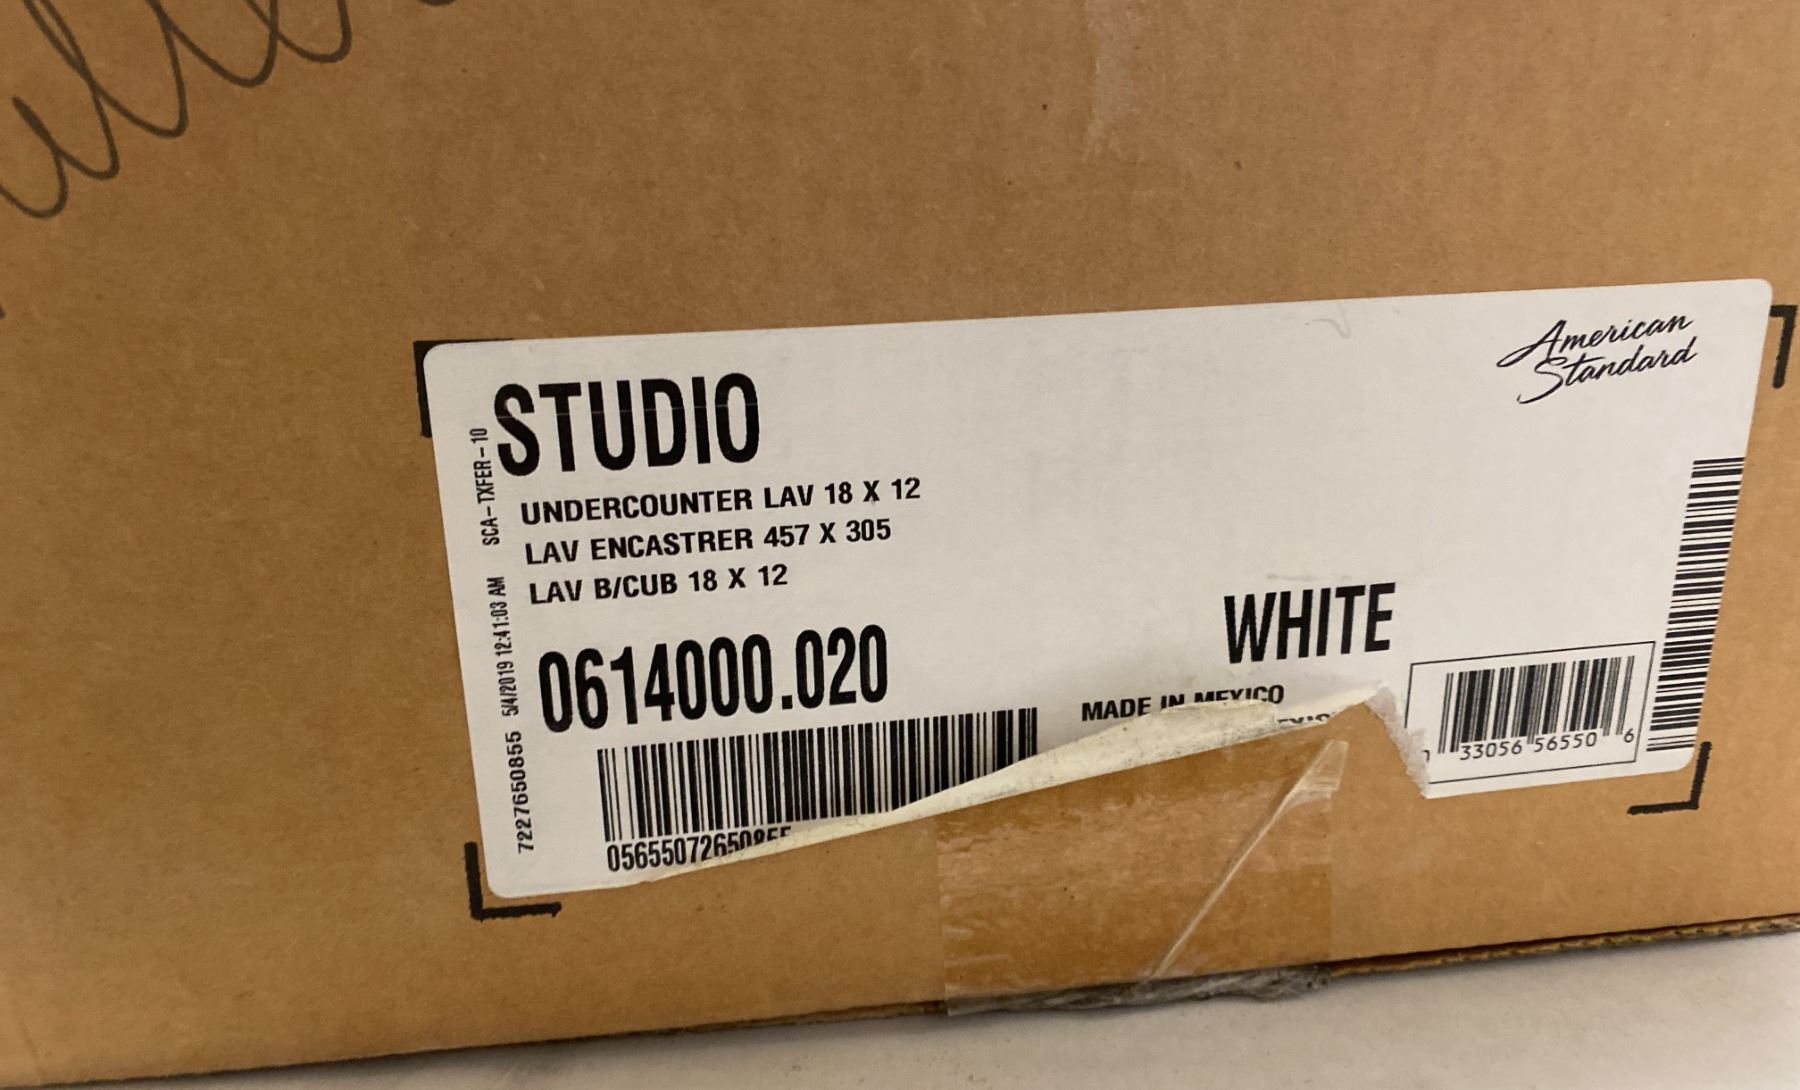 American
Standard
STUDIO
UNDERCOUNTER LAV 18 X 12
LAV ENCASTRER 457 X 305
LAV B/CUB 18 X 12
0614000.020
WHITE
MADE IN MEXICO
33056 56550 6
0565507265085
7227650855 5/4/2019 12:41:03 AM SCA-TXFER-10